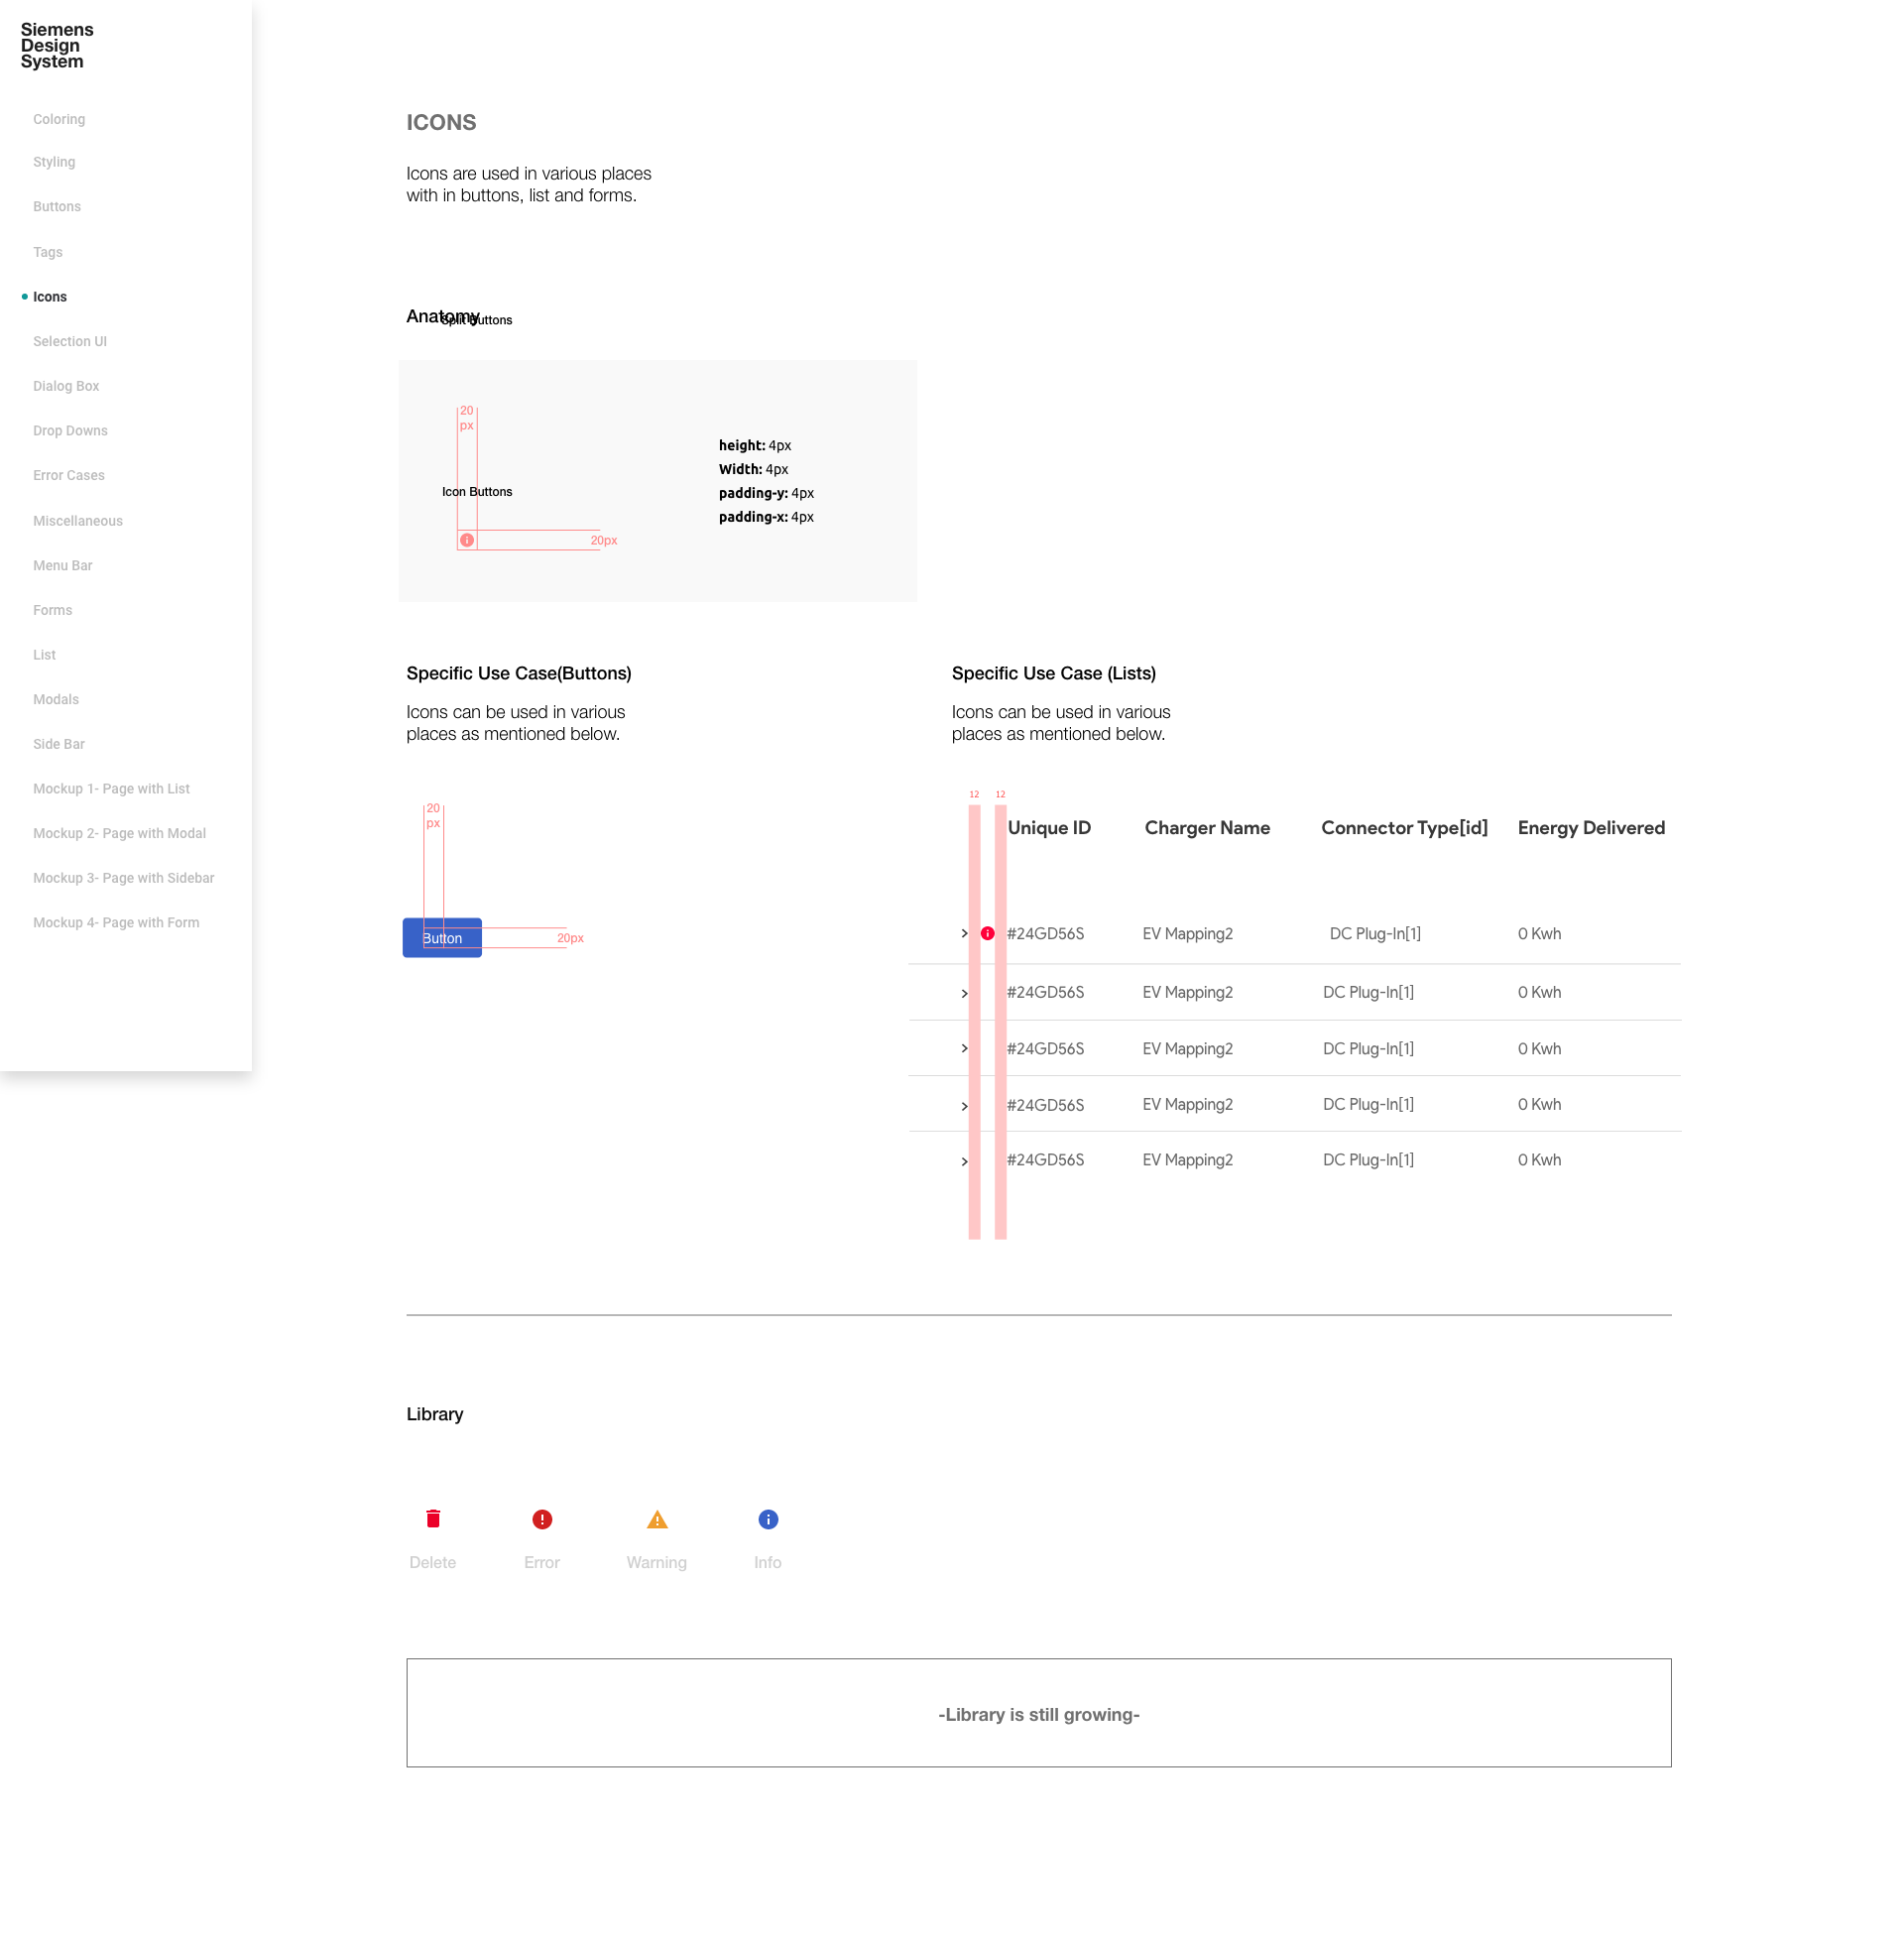 Siemens
Design
System
Coloring
Styling
Buttons
Tags
Icons
Selection UI
Dialog Box
Drop Downs
Error Cases
Miscellaneous
Menu Bar
Forms
List
Modals
Side Bar
Mockup 1- Page with List
Mockup 2- Page with Modal
Mockup 3- Page with Sidebar
Mockup 4- Page with Form
ICONS
Icons are used in various places
with in buttons, list and forms.
Anatomy
Split Buttons
20
px
Icon Buttons
20px
height: 4px
Width: 4px
padding-y: 4px
padding-x: 4px
Specific Use Case(Buttons)
Icons can be used in various
places as mentioned below.
20
px
Button
20px
Specific Use Case (Lists)
Icons can be used in various
places as mentioned below.
12 12
Unique ID Charger Name Connector Type[id] Energy Delivered
#24GD56S EV Mapping2 DC Plug-In[1] 0 Kwh
#24GD56S EV Mapping2 DC Plug-In[1] 0 Kwh
#24GD56S EV Mapping2 DC Plug-In[1] 0 Kwh
#24GD56S EV Mapping2 DC Plug-In[1] 0 Kwh
#24GD56S EV Mapping2 DC Plug-In[1] 0 Kwh
Library
Delete Error Warning Info
-Library is still growing-